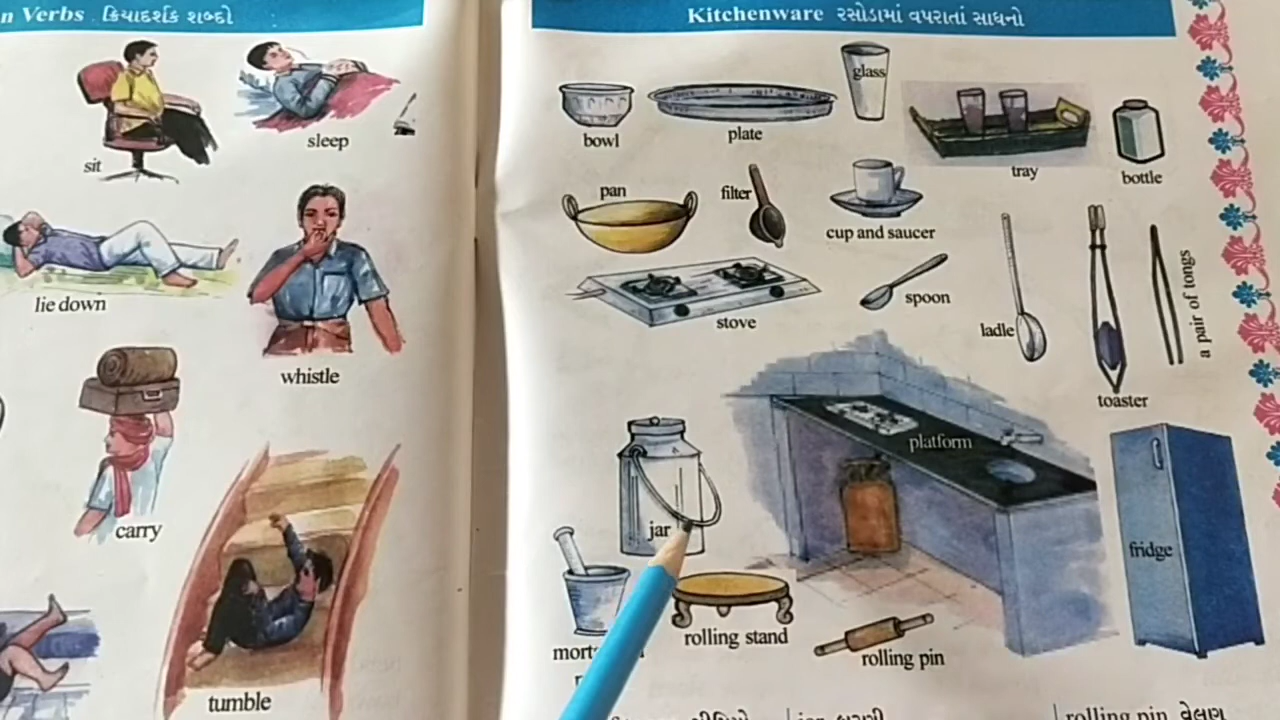 n Verbs ક્રિયાદર્શક શબ્દો
sit
sleep
lie down
whistle
carry
tumble
Kitchenware રસોડામાં વપરાતાં સાધનો
bowl
plate
glass
tray
bottle
pan
filter
cup and saucer
stove
spoon
ladle
toaster
a pair of tongs
jar
platform
fridge
rolling stand
rolling pin
rolling pin વેલણ